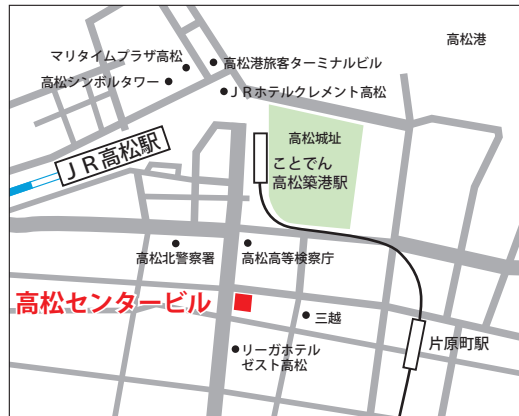 高松港
マリタイムプラザ高松
高松港旅客ターミナルビル
高松シンボルタワー
ＪＲホテルクレメント高松
高松城址
ＪＲ高松駅
ことでん
高松築港駅
高松北警察署
高松高等検察庁
高松センタービル
三越
片原町駅
リーガホテル
ゼスト高松